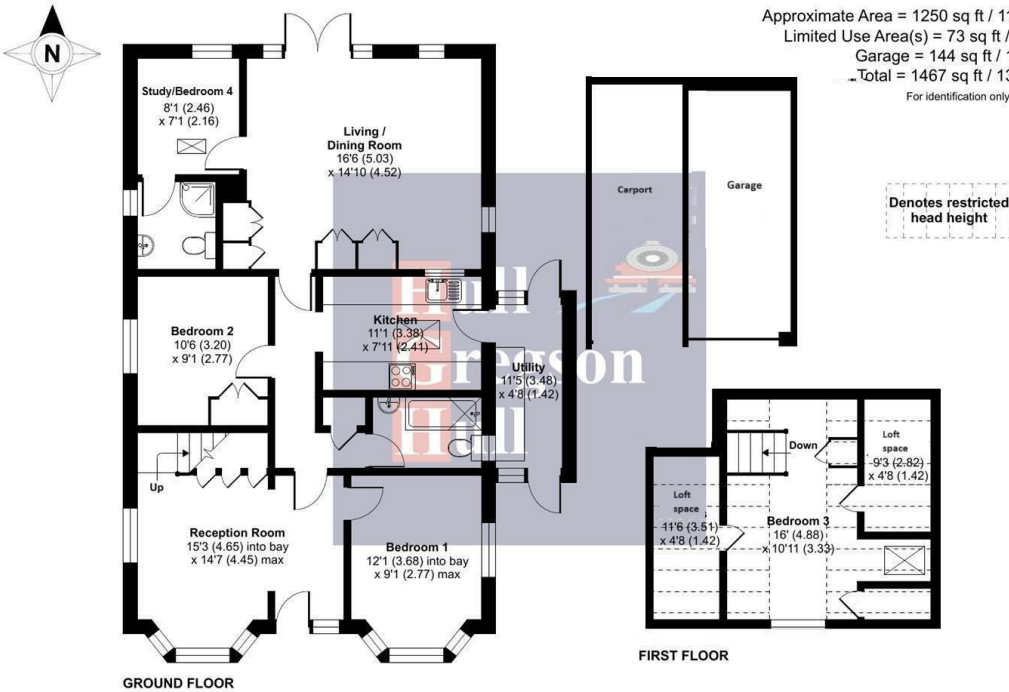 Approximate Area = 1250 sq ft / 11
Limited Use Area(s) = 73 sq ft /
Garage = 144 sq ft / 1
Total = 1467 sq ft / 13
For identification only
N
Study/Bedroom 4
8'1 (2.46)
x 7'1 (2.16)
Living /
Dining Room
16'6 (5.03)
x 14'10 (4.52)
Carport
Garage
Denotes restricted
head height
Hull
Gregson
Hull
Bedroom 2
10'6 (3.20)
x 9'1 (2.77)
Kitchen
11'1 (3.38)
x 7'11 (2.41)
Utility
11'5 (3.48)
x 4'8 (1.42)
Up
Reception Room
15'3 (4.65) into bay
x 14'7 (4.45) max
Bedroom 1
12'1 (3.68) into bay
x 9'1 (2.77) max
Down
Loft
space
9'3 (2.82)
x 4'8 (1.42)
Loft
space
11'6 (3.51)
x 4'8 (1.42)
Bedroom 3
16' (4.88)
x 10'11 (3.33)
GROUND FLOOR
FIRST FLOOR